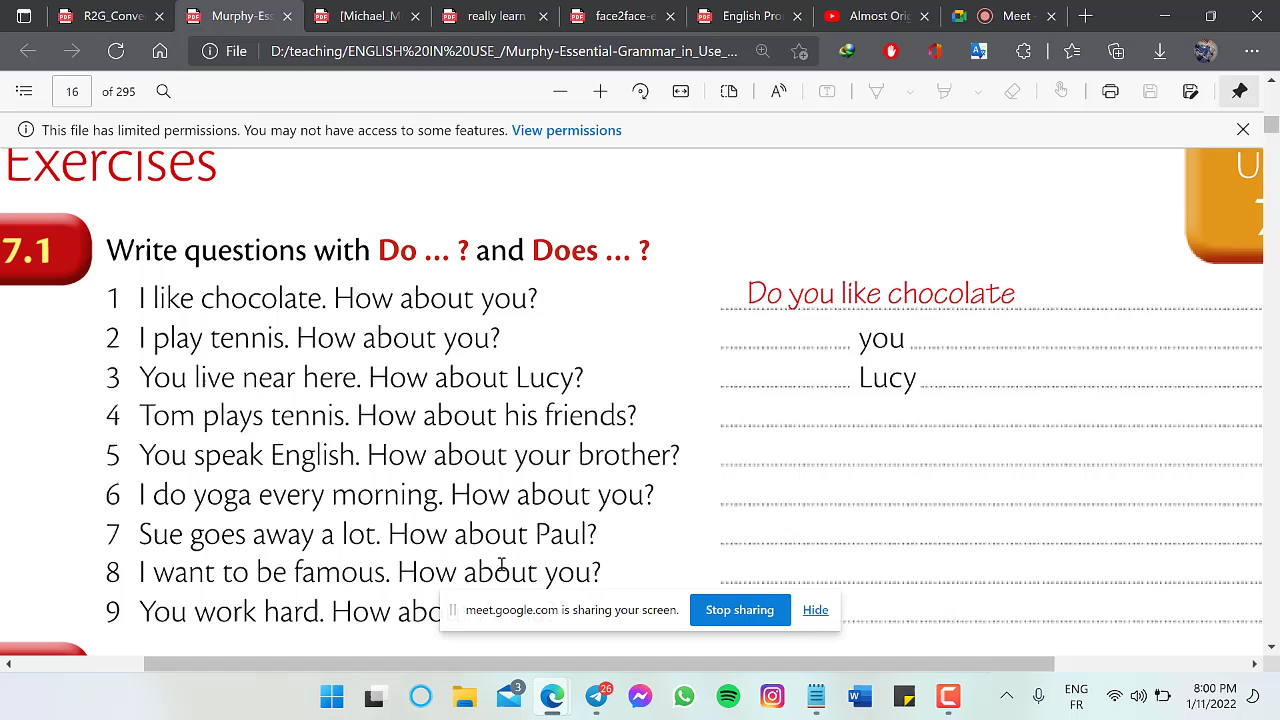 R2G_Conve
Murphy-Ess
[Michael_M
really learn
face2face-e
English Pro
Almos Ori
Meet -
File
D:/teaching/ENGLISH%20IN%20USE_/Murphy-Essential-Grammar_in_Use_...
16 of 295
This file has limited permissions. You may not have access to some features. View permissions
Exercises
U
7
7.1 Write questions with Do ... ? and Does ... ?
1 I like chocolate. How about you? Do you like chocolate
2 I play tennis. How about you? you
3 You live near here. How about Lucy? Lucy
4 Tom plays tennis. How about his friends?
5 You speak English. How about your brother?
6 I do yoga every morning. How about you?
7 Sue goes away a lot. How about Paul?
8 I want to be famous. How about you?
9 You work hard. How abou
meet.google.com is sharing your screen. Stop sharing Hide
3
26
ENG
FR
8:00 PM
1/11/2022